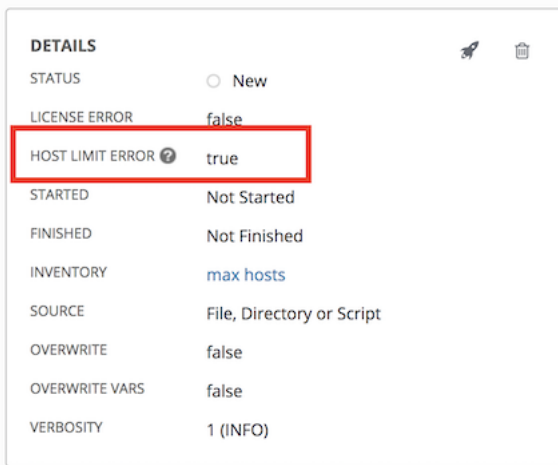 DETAILS
STATUS New
LICENSE ERROR false
HOST LIMIT ERROR ? true
STARTED Not Started
FINISHED Not Finished
INVENTORY max hosts
SOURCE File, Directory or Script
OVERWRITE false
OVERWRITE VARS false
VERBOSITY 1 (INFO)